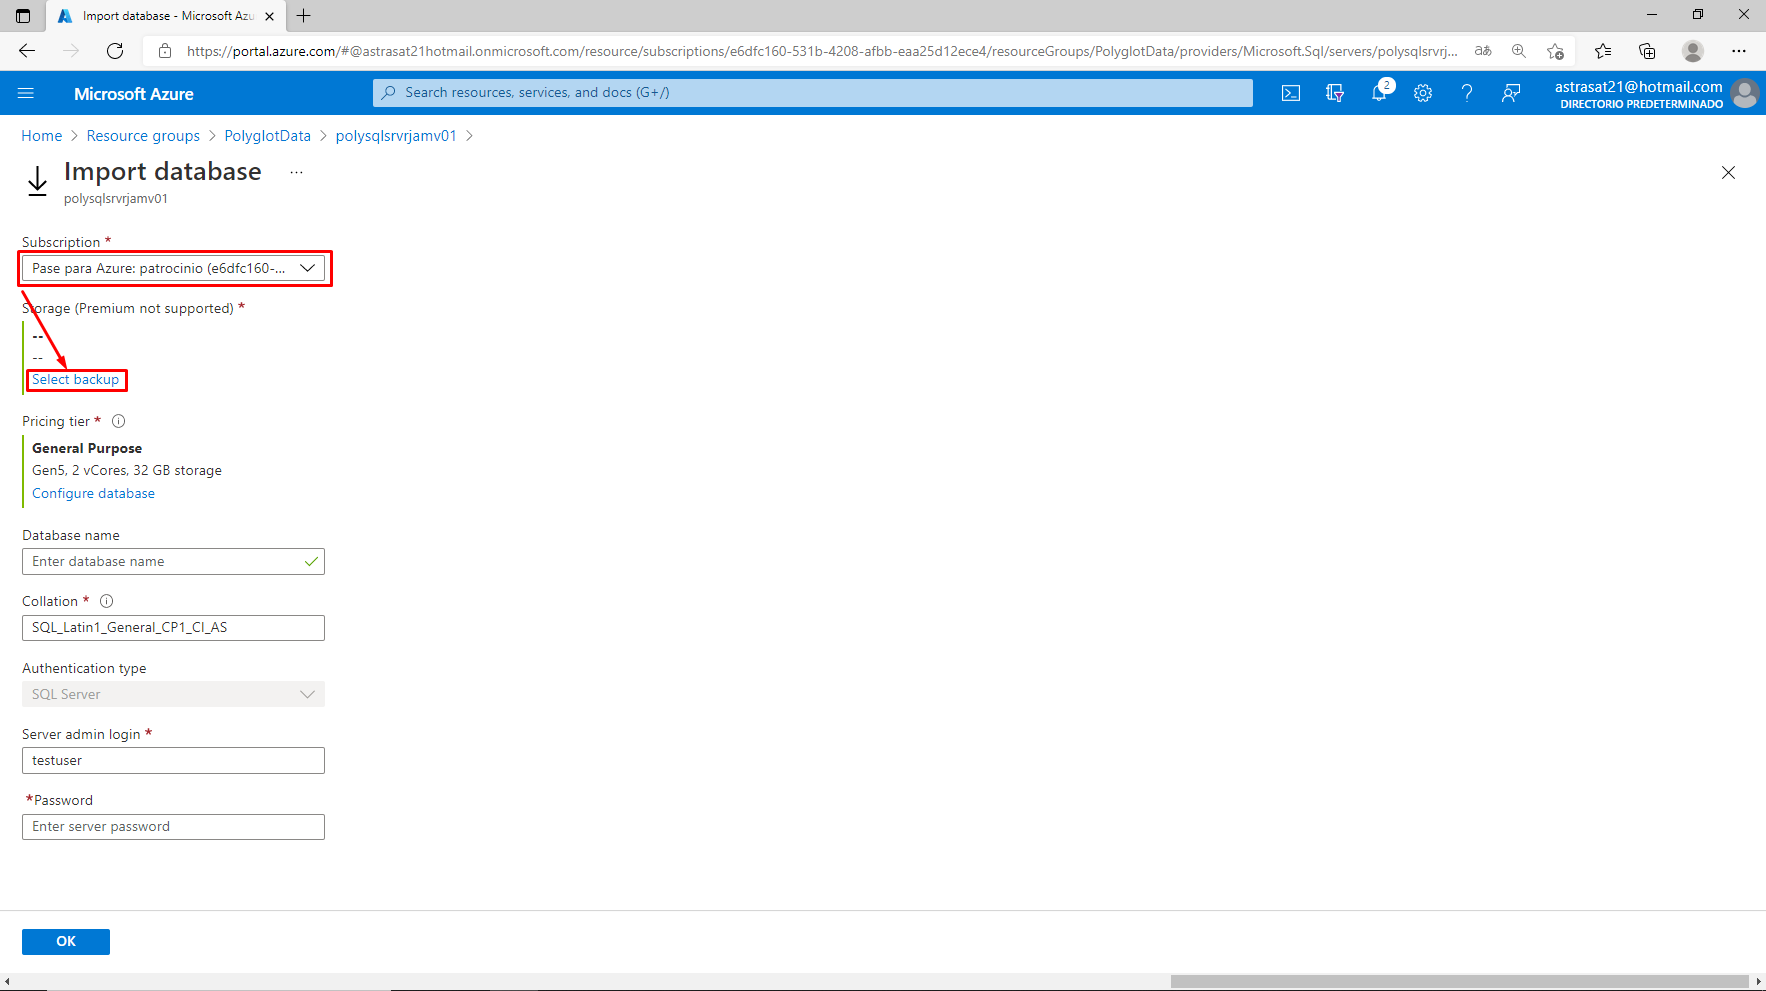 Import database - Microsoft Azu
https://portal.azure.com/#@astrasat21hotmail.onmicrosoft.com/resource/subscriptions/e6dfc160-531b-4208-afbb-eaa25d12ece4/resourceGroups/PolyglotData/providers/Microsoft.Sql/servers/polysqlsrvrj...
Microsoft Azure
Search resources, services, and docs (G+/)
2
astrasat21@hotmail.com
DIRECTORIO PREDETERMINADO
Home > Resource groups > PolyglotData > polysqlsrvrjamv01 >
Import database ...
polysqlsrvrjamv01
Subscription *
Pase para Azure: patrocinio (e6dfc160-...
Storage (Premium not supported) *
--
--
Select backup
Pricing tier *
General Purpose
Gen5, 2 vCores, 32 GB storage
Configure database
Database name
Enter database name
Collation *
SQL_Latin1_General_CP1_CI_AS
Authentication type
SQL Server
Server admin login *
testuser
*Password
Enter server password
OK